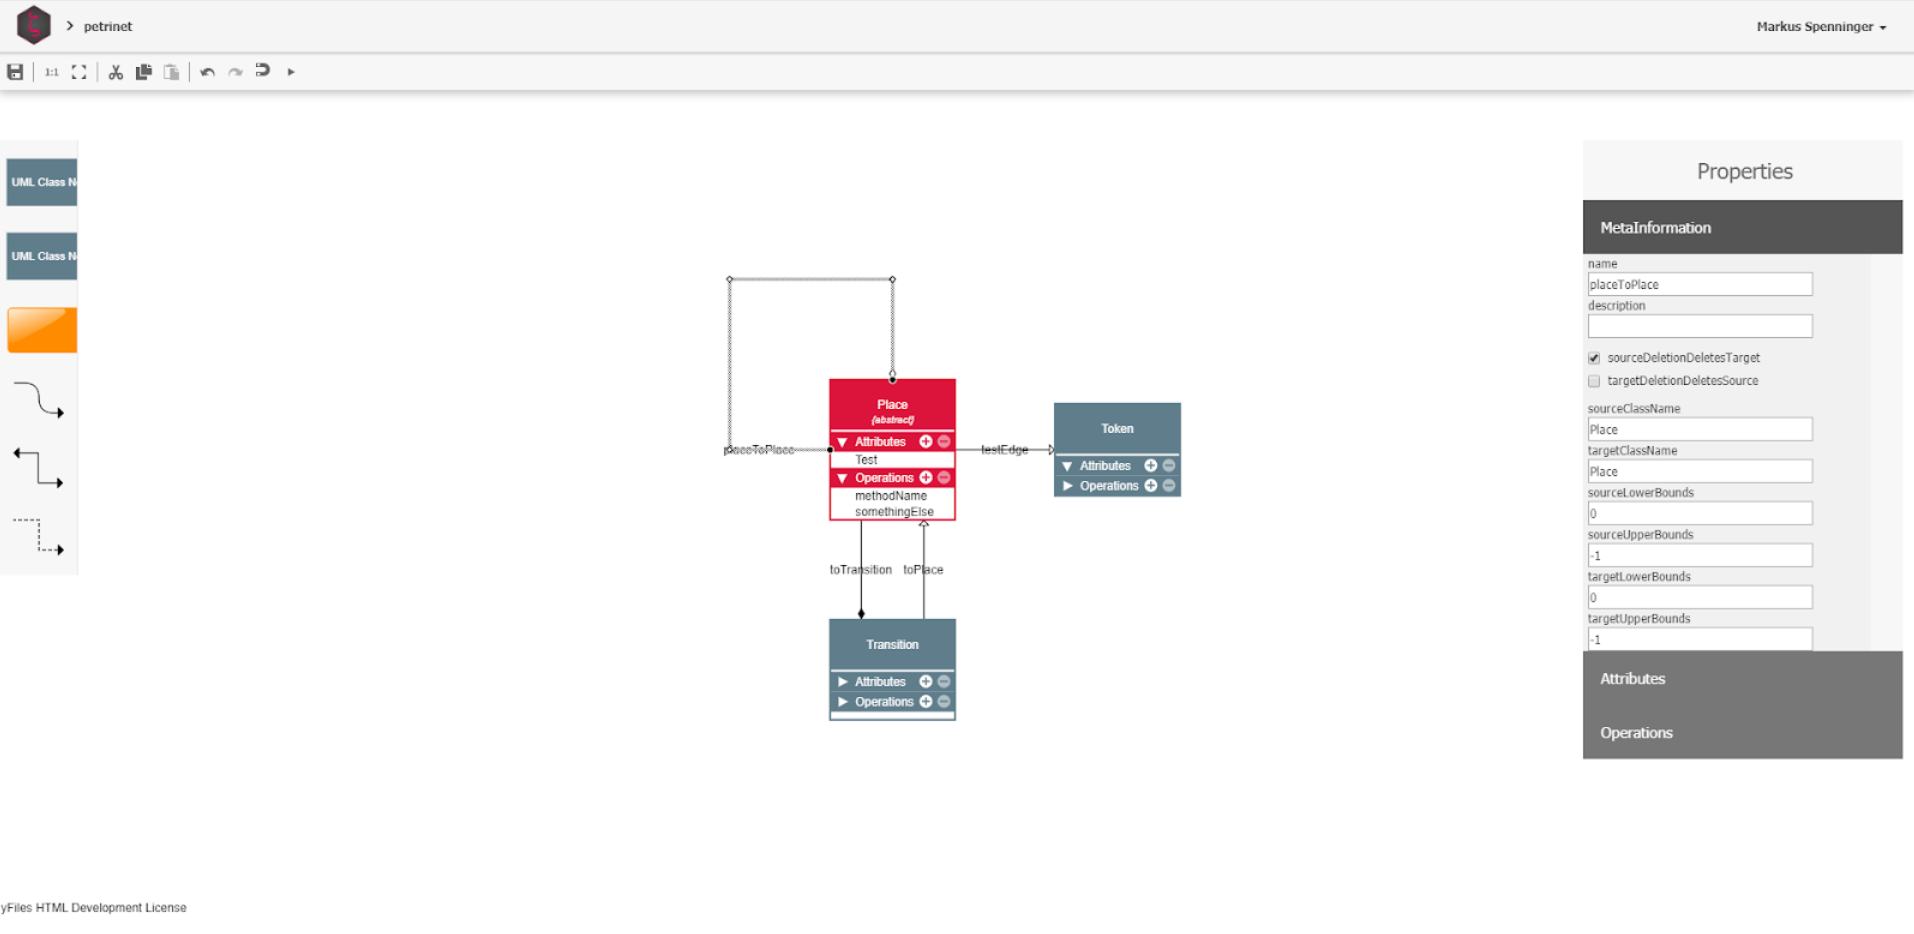 petrinet
Markus Spenninger
1:1
UML Class N
UML Class N
Place
{abstract}
Attributes
Test
Operations
methodName
somethingElse
placeToPlace
testEdge
Token
Attributes
Operations
toTransition
toPlace
Transition
Attributes
Operations
Properties
MetaInformation
name
placeToPlace
description
sourceDeletionDeletesTarget
targetDeletionDeletesSource
sourceClassName
Place
targetClassName
Place
sourceLowerBounds
0
sourceUpperBounds
-1
targetLowerBounds
0
targetUpperBounds
-1
Attributes
Operations
yFiles HTML Development License